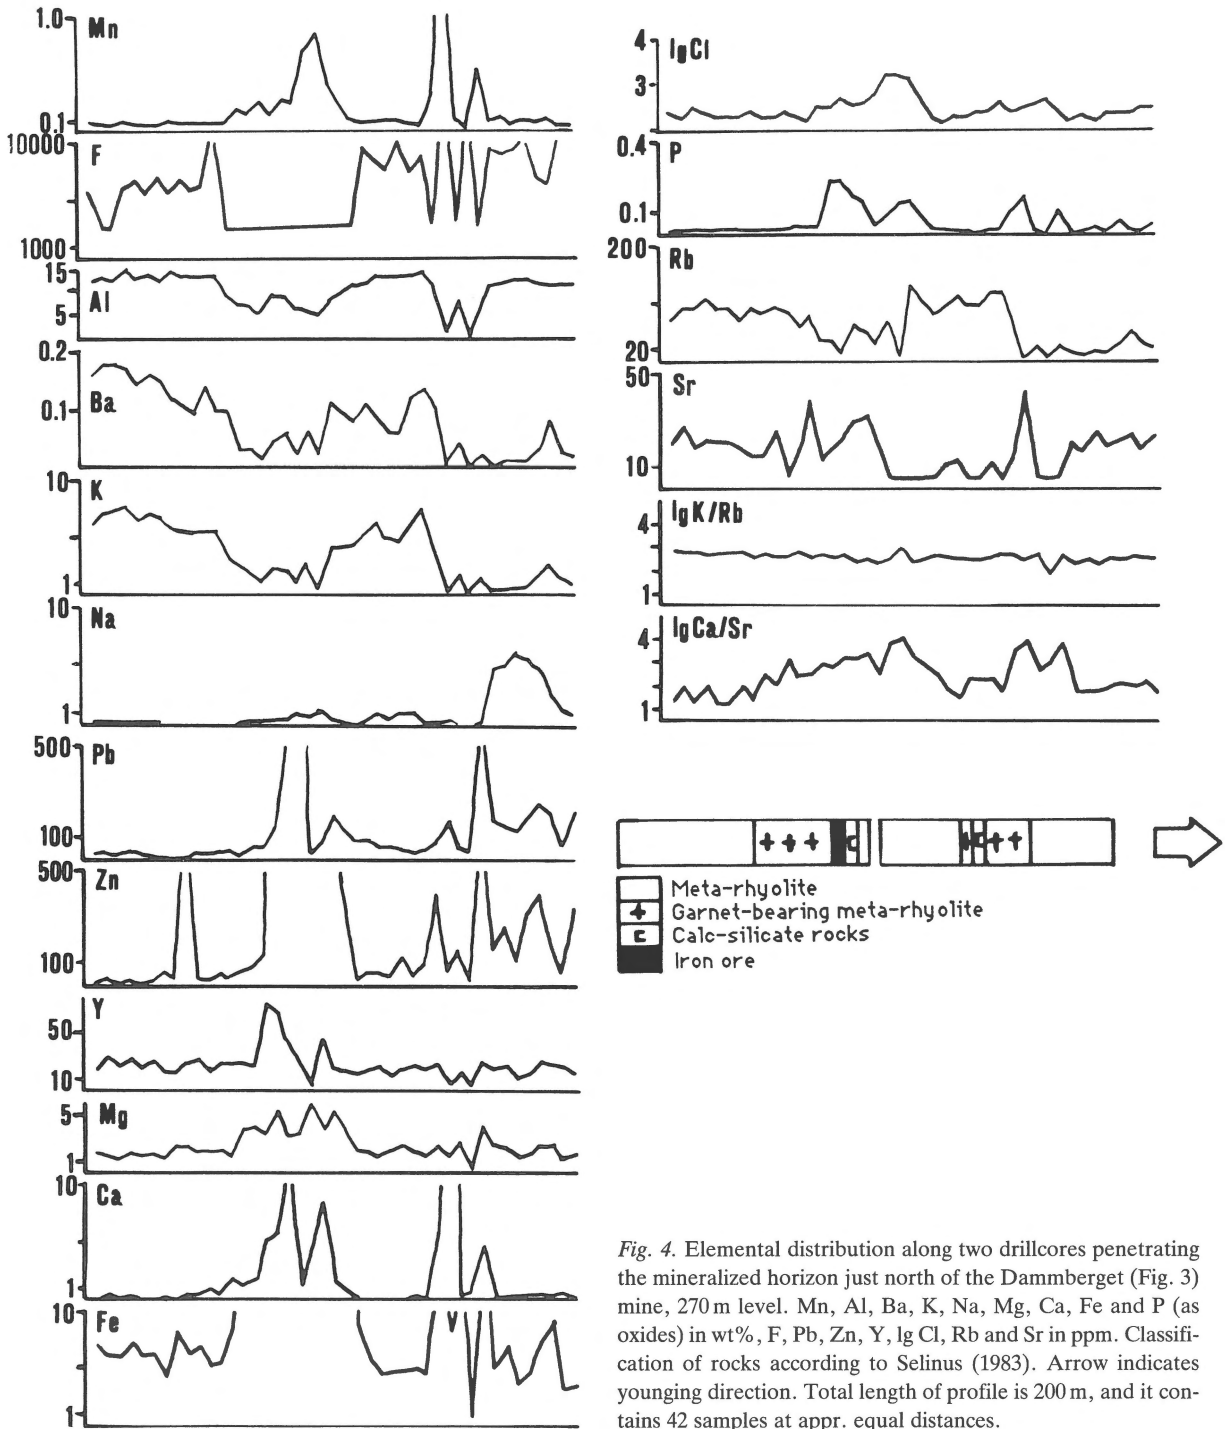 1.0
Mn
0.1
10000
F
1000
15
Al
5
0.2
Ba
0.1
10
K
1
10
Na
1
500
Pb
100
500
Zn
100
Y
50
10
5
Mg
1
10
Ca
1
10
Fe
1
4
lgCl
3
0.4
P
0.1
200
Rb
20
50
Sr
10
lgK/Rb
4
1
lgCa/Sr
4
1
Meta-rhyolite
Garnet-bearing meta-rhyolite
Calc-silicate rocks
Iron ore
Fig. 4. Elemental distribution along two drillcores penetrating
the mineralized horizon just north of the Dammberget (Fig. 3)
mine, 270 m level. Mn, Al, Ba, K, Na, Mg, Ca, Fe and P (as
oxides) in wt%, F, Pb, Zn, Y, lg Cl, Rb and Sr in ppm. Classifi-
cation of rocks according to Selinus (1983). Arrow indicates
younging direction. Total length of profile is 200 m, and it con-
tains 42 samples at appr. equal distances.